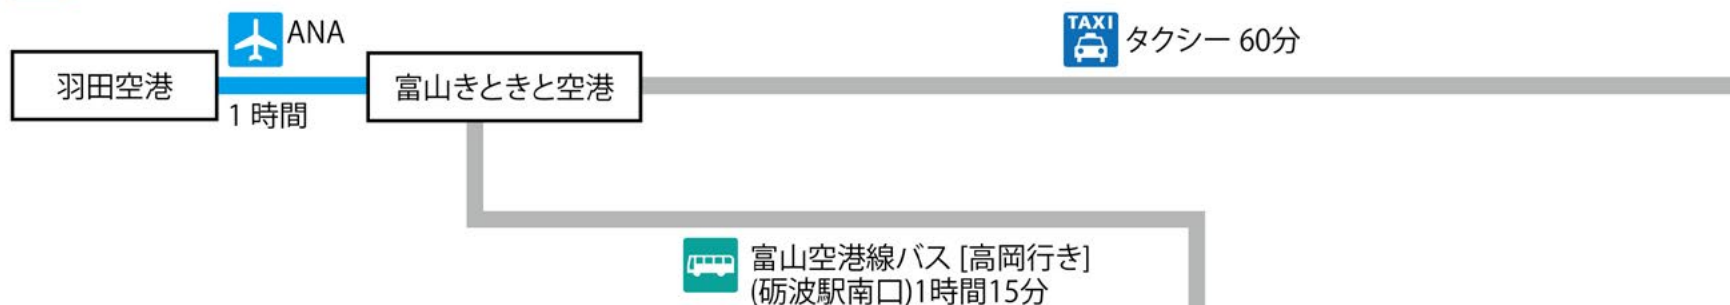 ANA
羽田空港
1 時間
富山きときと空港
TAXI
タクシー 60分
富山空港線バス [高岡行き]
(砺波駅南口)1時間15分